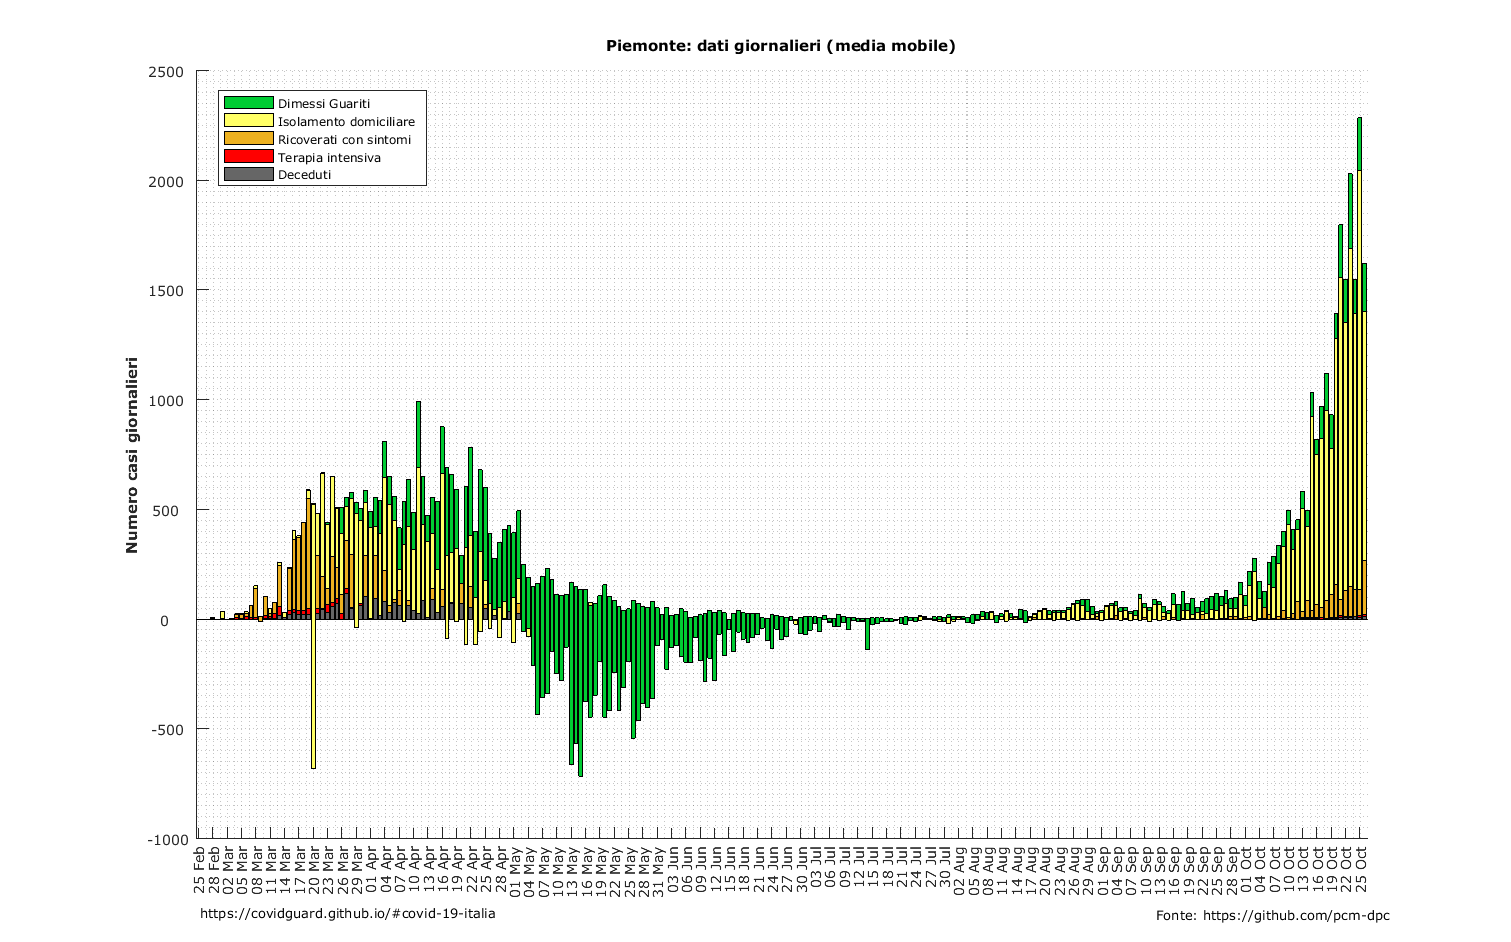 Piemonte: dati giornalieri (media mobile)
2500
2000
1500
1000
500
0
-500
-1000
Numero casi giornalieri
Dimessi Guariti
Isolamento domiciliare
Ricoverati con sintomi
Terapia intensiva
Deceduti
25 Feb
28 Feb
02 Mar
05 Mar
08 Mar
11 Mar
14 Mar
17 Mar
20 Mar
23 Mar
26 Mar
29 Mar
01 Apr
04 Apr
07 Apr
10 Apr
13 Apr
16 Apr
19 Apr
22 Apr
25 Apr
28 Apr
01 May
04 May
07 May
10 May
13 May
16 May
19 May
22 May
25 May
28 May
31 May
03 Jun
06 Jun
09 Jun
12 Jun
15 Jun
18 Jun
21 Jun
24 Jun
27 Jun
30 Jun
03 Jul
06 Jul
09 Jul
12 Jul
15 Jul
18 Jul
21 Jul
24 Jul
27 Jul
30 Jul
02 Aug
05 Aug
08 Aug
11 Aug
14 Aug
17 Aug
20 Aug
23 Aug
26 Aug
29 Aug
01 Sep
04 Sep
07 Sep
10 Sep
13 Sep
16 Sep
19 Sep
22 Sep
25 Sep
28 Sep
01 Oct
04 Oct
07 Oct
10 Oct
13 Oct
16 Oct
19 Oct
22 Oct
25 Oct
https://covidguard.github.io/#covid-19-italia
Fonte: https://github.com/pcm-dpc